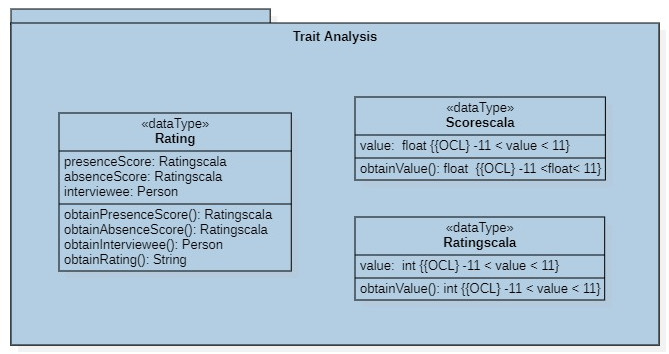 Trait Analysis
«dataType»
Rating
presenceScore: Ratingscala
absenceScore: Ratingscala
interviewee: Person
obtainPresenceScore(): Ratingscala
obtainAbsenceScore(): Ratingscala
obtainInterviewee(): Person
obtainRating(): String
«dataType»
Scorescala
value:  float {{OCL} -11 < value < 11}
obtainValue(): float  {{OCL} -11 <float< 11}
«dataType»
Ratingscala
value:  int {{OCL} -11 < value < 11}
obtainValue(): int {{OCL} -11 < value < 11}